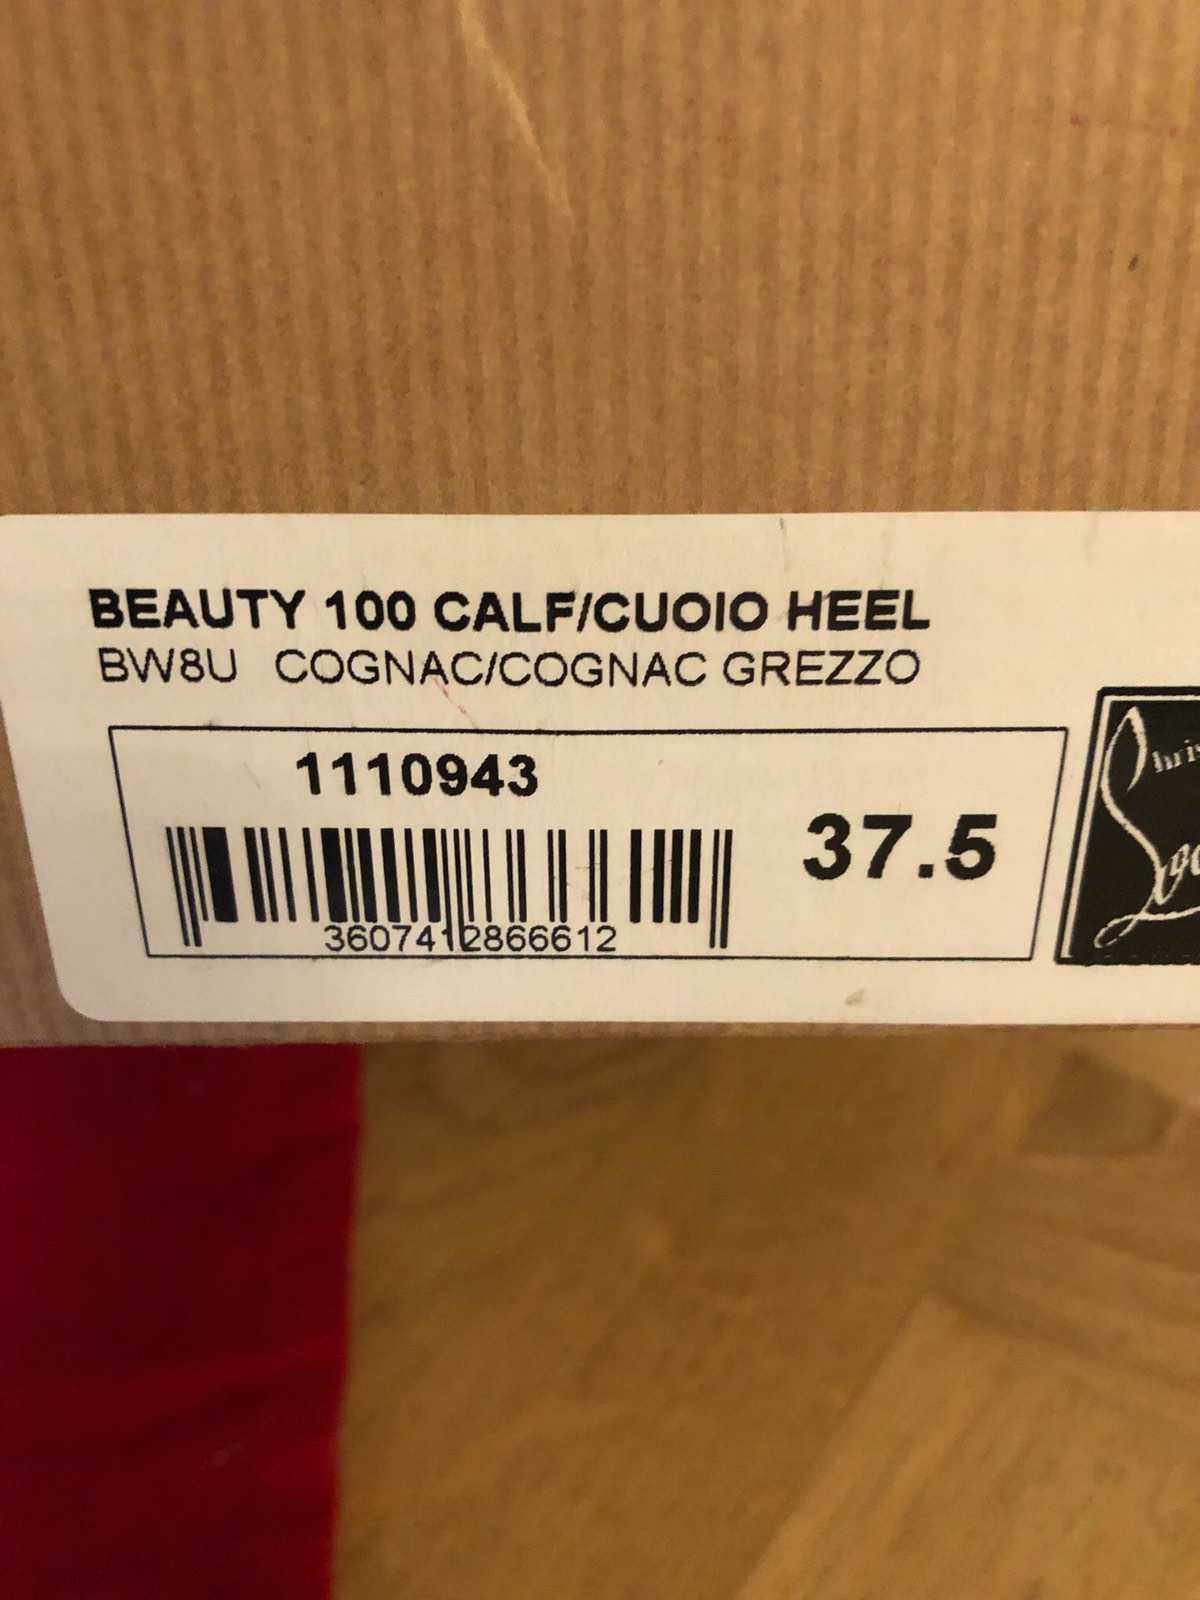 BEAUTY 100 CALF/CUOIO HEEL
BW8U COGNAC/COGNAC GREZZO
1110943
37.5
3607412866612